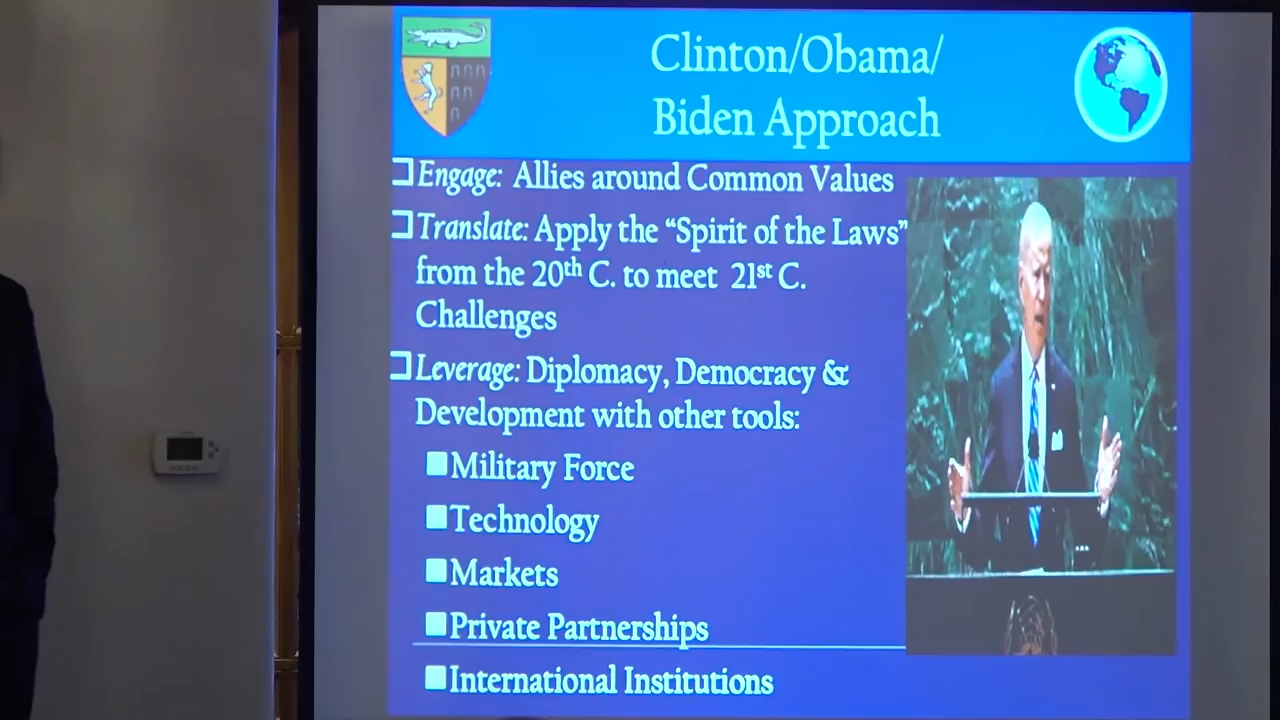 Clinton/Obama/
Biden Approach
Engage: Allies around Common Values
Translate: Apply the “Spirit of the Laws”
from the 20th C. to meet 21st C.
Challenges
Leverage: Diplomacy, Democracy &
Development with other tools:
Military Force
Technology
Markets
Private Partnerships
International Institutions